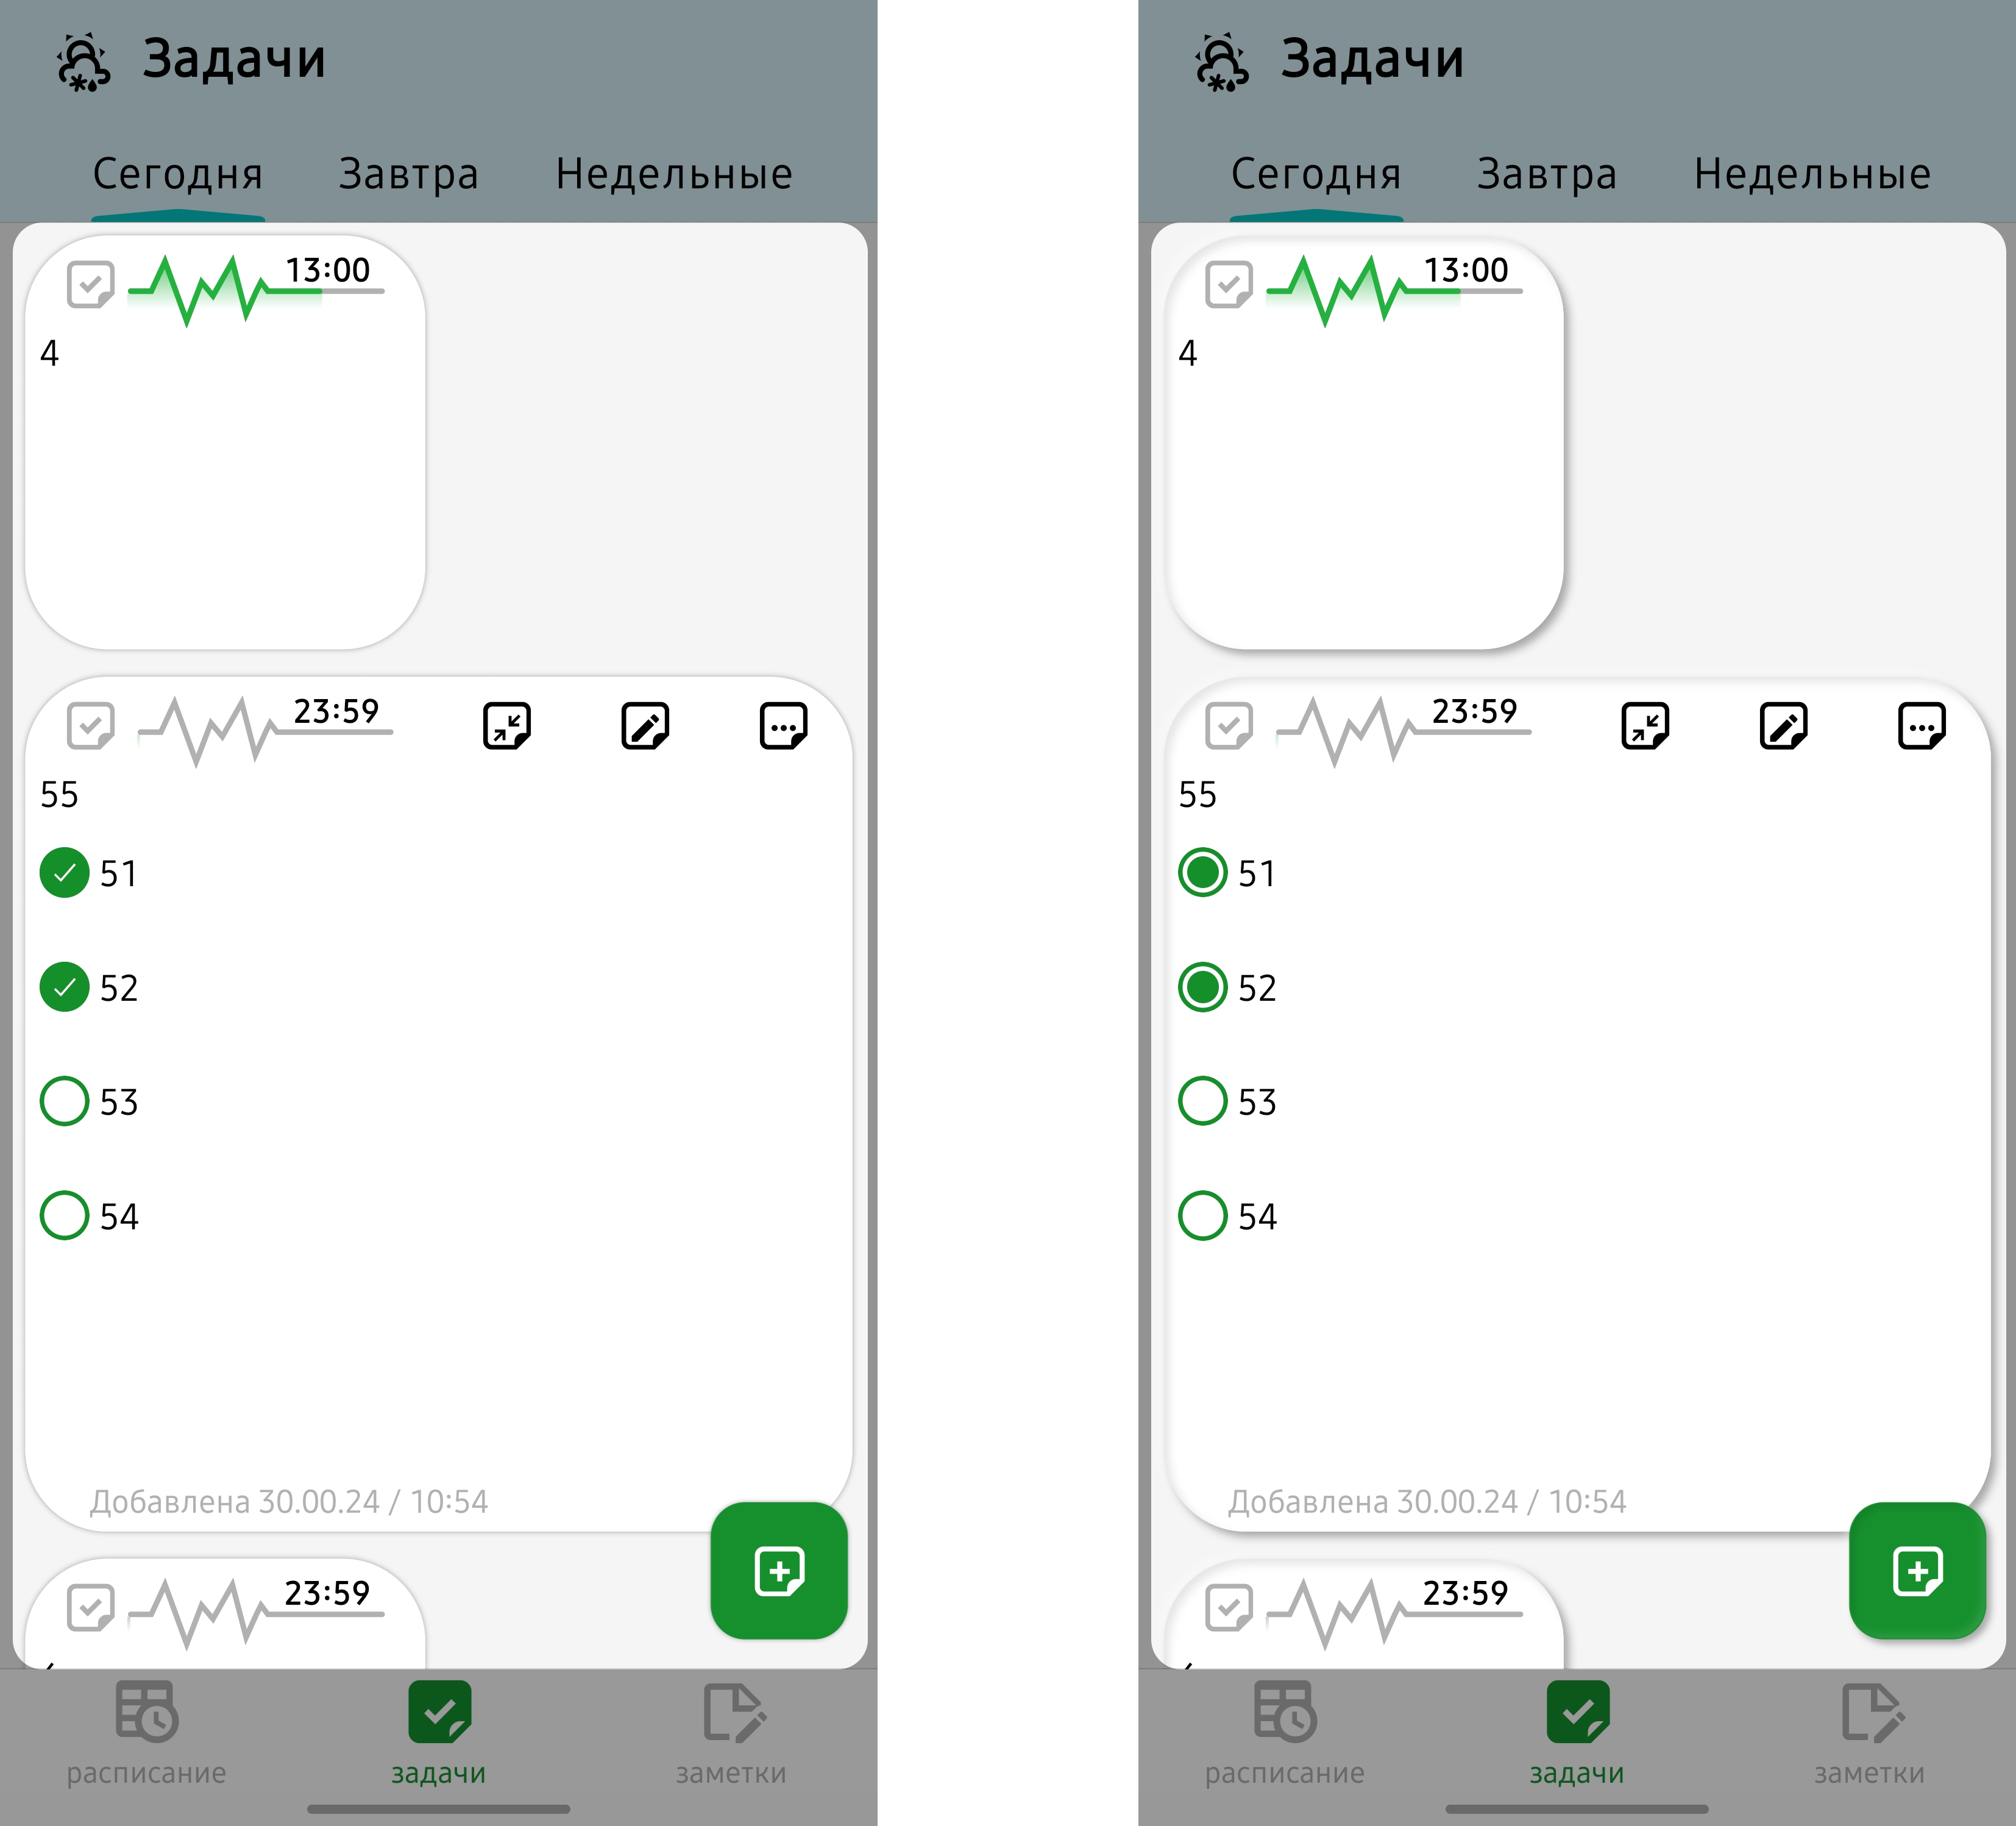 Задачи
Сегодня Завтра Недельные
13:00
4
23:59
55
51
52
53
54
Добавлена 30.00.24 / 10:54
23:59
расписание задачи заметки
Задачи
Сегодня Завтра Недельные
13:00
4
23:59
55
51
52
53
54
Добавлена 30.00.24 / 10:54
23:59
расписание задачи заметки